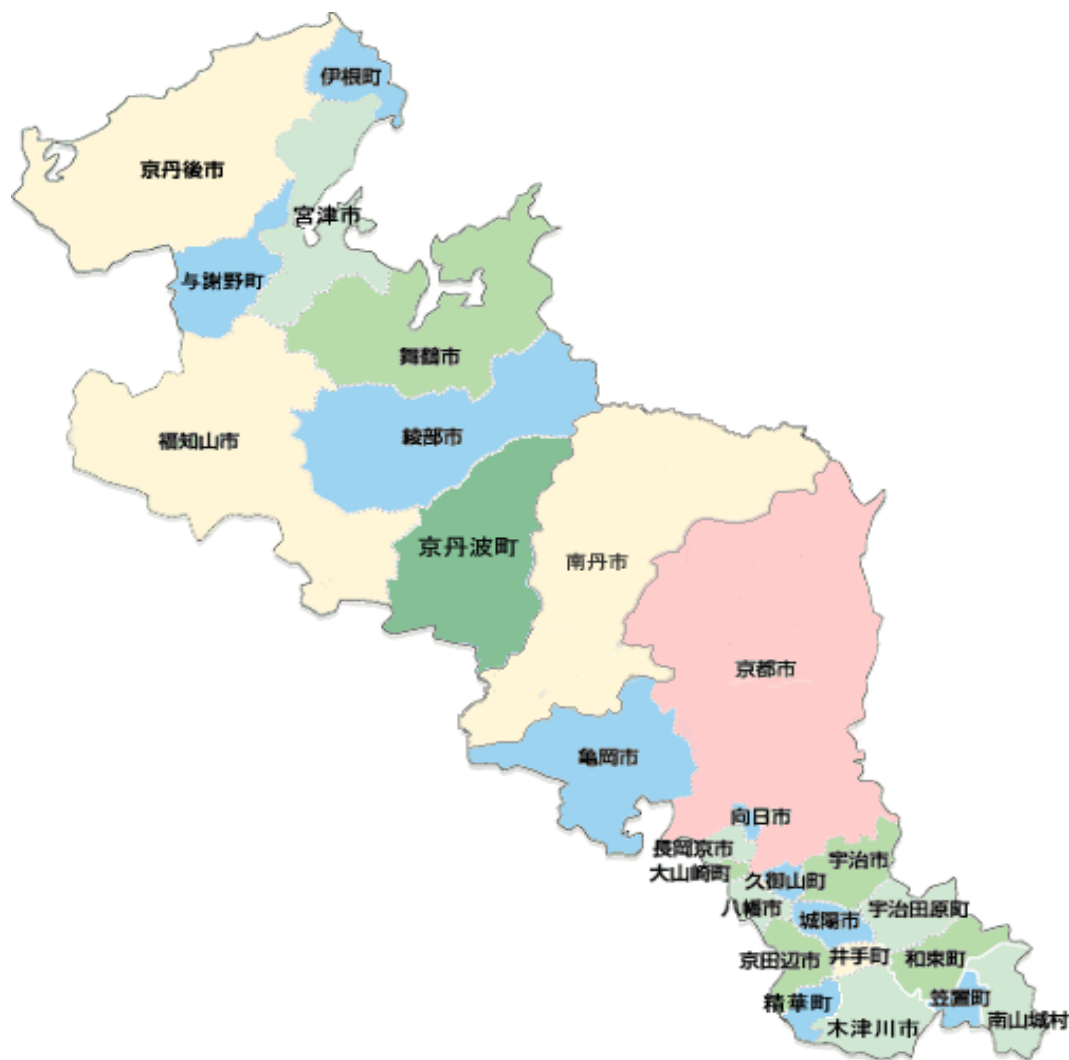 伊根町
京丹後市
宮津市
与謝野町
舞鶴市
福知山市
綾部市
京丹波町
南丹市
京都市
亀岡市
向日市
長岡京市
宇治市
大山崎町
久御山町
八幡市
宇治田原町
城陽市
京田辺市
井手町
和束町
精華町
笠置町
木津川市
南山城村